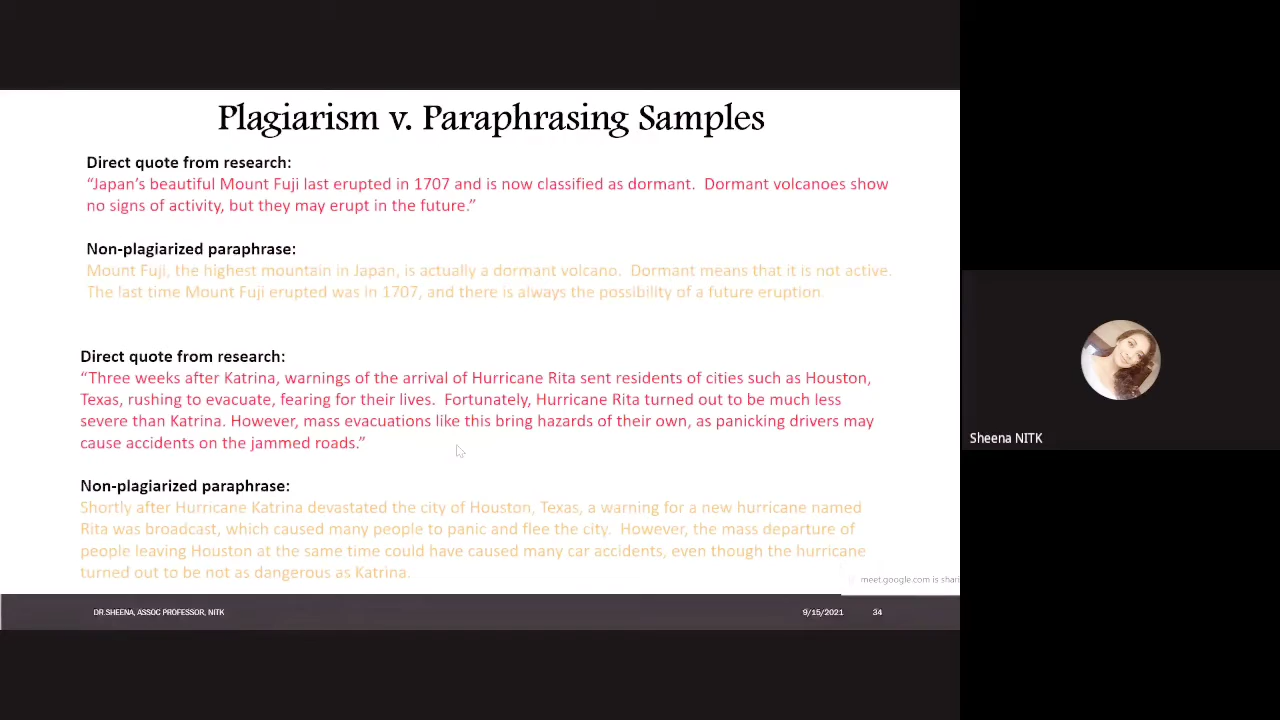 Plagiarism v. Paraphrasing Samples
Direct quote from research:
“Japan’s beautiful Mount Fuji last erupted in 1707 and is now classified as dormant.  Dormant volcanoes show
no signs of activity, but they may erupt in the future.”
Non-plagiarized paraphrase:
Mount Fuji, the highest mountain in Japan, is actually a dormant volcano.  Dormant means that it is not active.
The last time Mount Fuji erupted was in 1707, and there is always the possibility of a future eruption.
Direct quote from research:
“Three weeks after Katrina, warnings of the arrival of Hurricane Rita sent residents of cities such as Houston,
Texas, rushing to evacuate, fearing for their lives.  Fortunately, Hurricane Rita turned out to be much less
severe than Katrina. However, mass evacuations like this bring hazards of their own, as panicking drivers may
cause accidents on the jammed roads.”
Non-plagiarized paraphrase:
Shortly after Hurricane Katrina devastated the city of Houston, Texas, a warning for a new hurricane named
Rita was broadcast, which caused many people to panic and flee the city.  However, the mass departure of
people leaving Houston at the same time could have caused many car accidents, even though the hurricane
turned out to be not as dangerous as Katrina.
meet.google.com is shari
DR.SHEENA, ASSOC PROFESSOR, NITK
9/15/2021
34
Sheena NITK